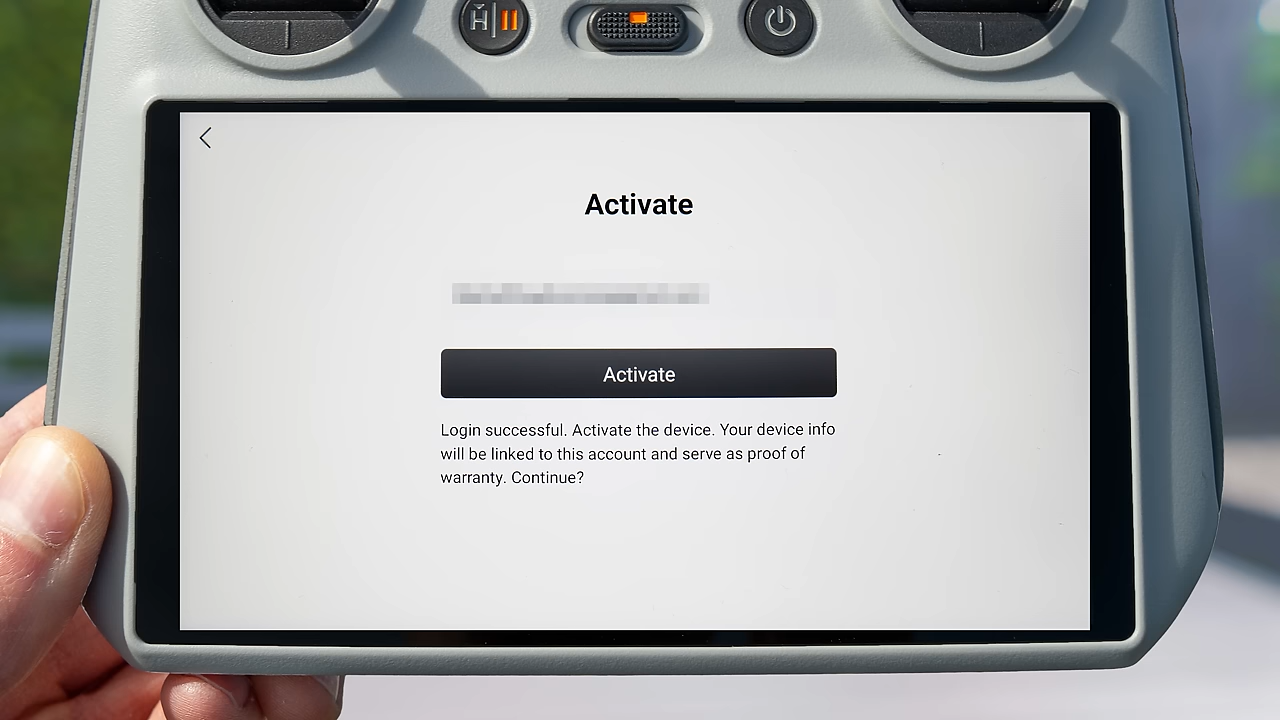 H
Activate
Activate
Login successful. Activate the device. Your device info
will be linked to this account and serve as proof of
warranty. Continue?